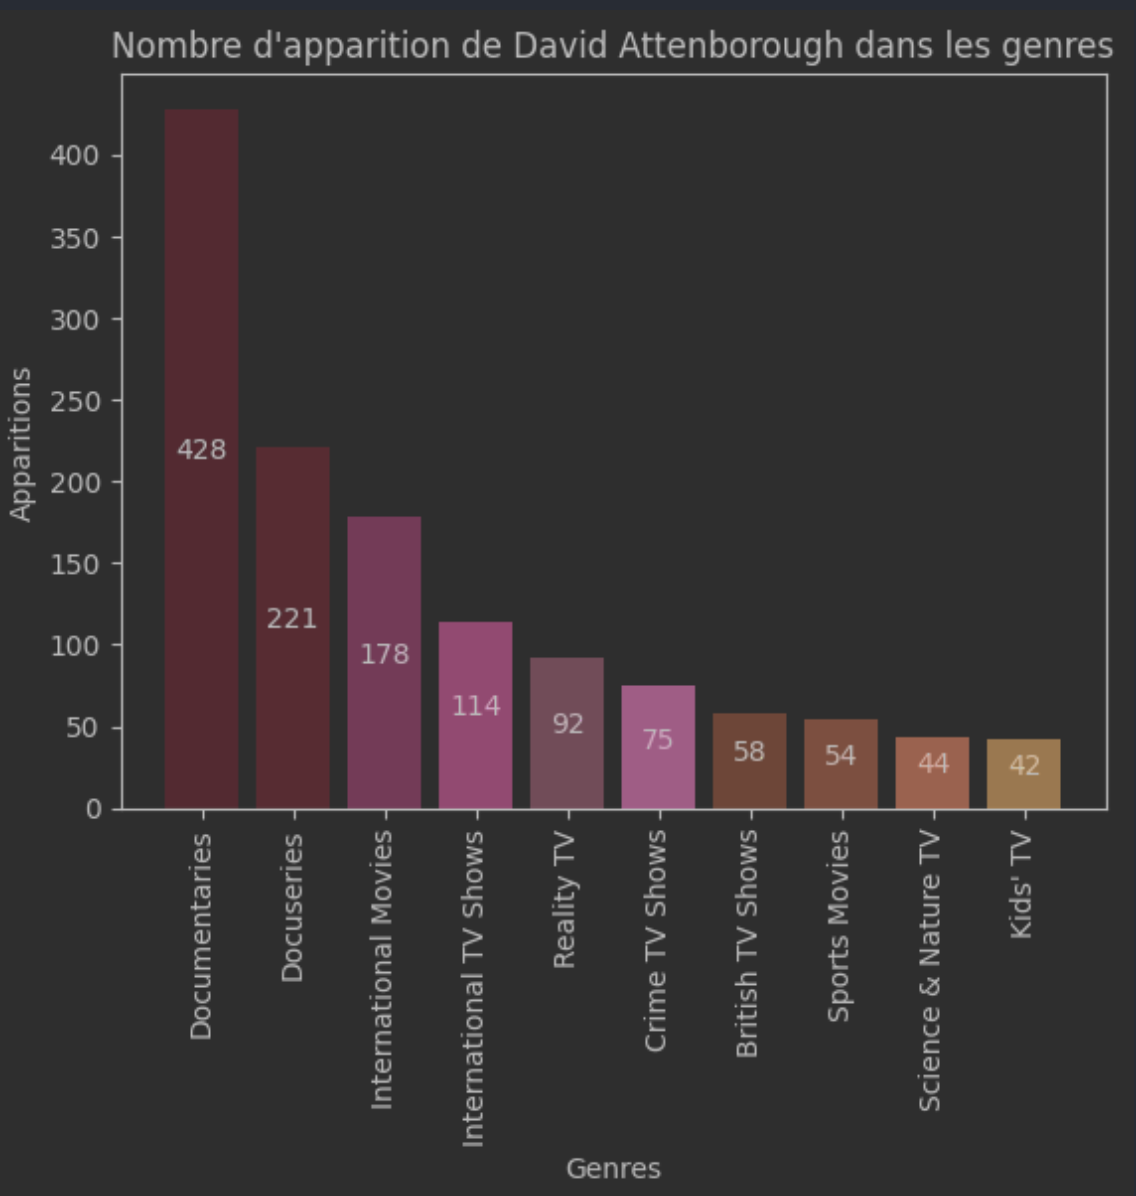 Nombre d'apparition de David Attenborough dans les genres
Apparitions
400
350
300
250
200
150
100
50
0
428
221
178
114
92
75
58
54
44
42
Documentaries
Docuseries
International Movies
International TV Shows
Reality TV
Crime TV Shows
British TV Shows
Sports Movies
Science & Nature TV
Kids' TV
Genres